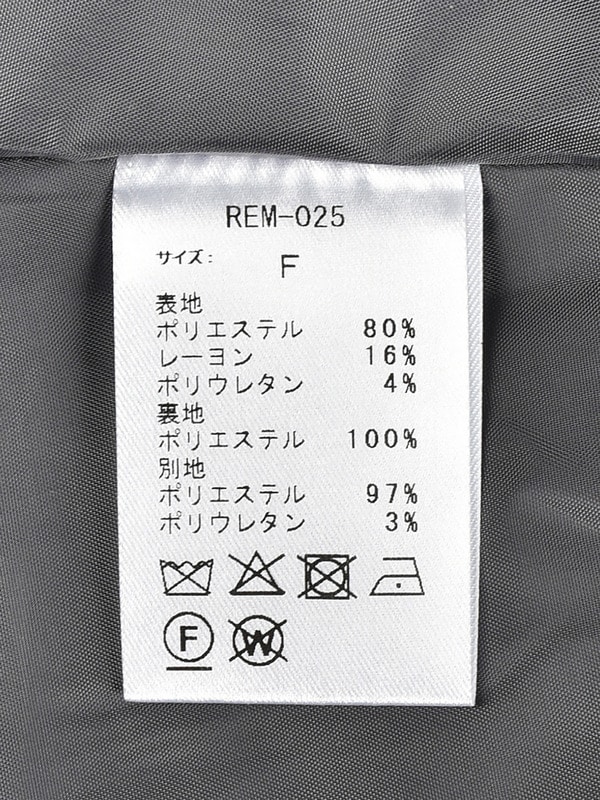 REM-025
サイズ: F
表地
ポリエステル 80%
レーヨン 16%
ポリウレタン 4%
裏地
ポリエステル 100%
別地
ポリエステル 97%
ポリウレタン 3%
F W